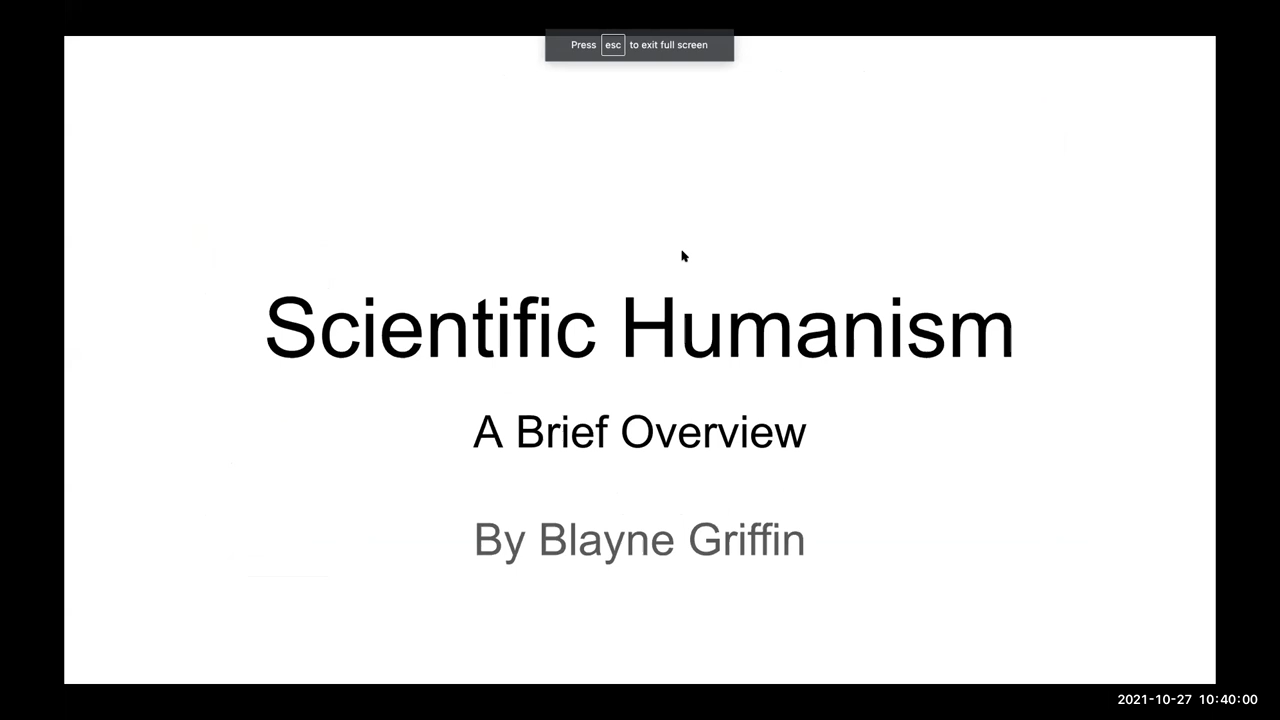 Press esc to exit full screen
Scientific Humanism
A Brief Overview
By Blayne Griffin
2021-10-27 10:40:00